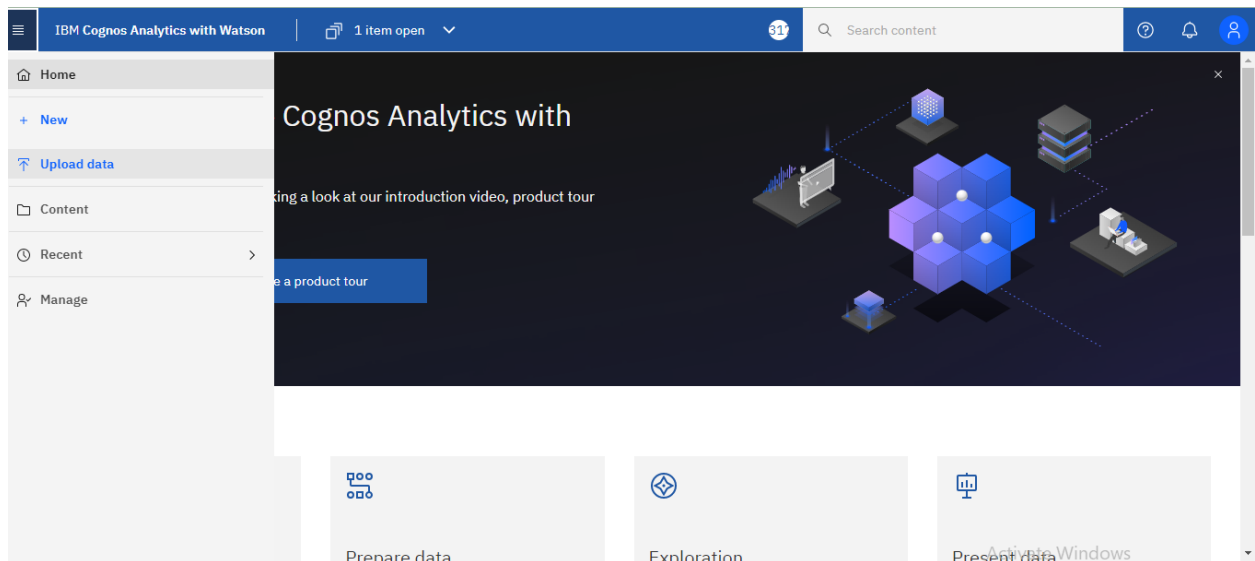 IBM Cognos Analytics with Watson
1 item open
Search content
Home
New
Upload data
Content
Recent
Manage
Cognos Analytics with
king a look at our introduction video, product tour
e a product tour
Prepare data
Exploration
Present data
Activate Windows